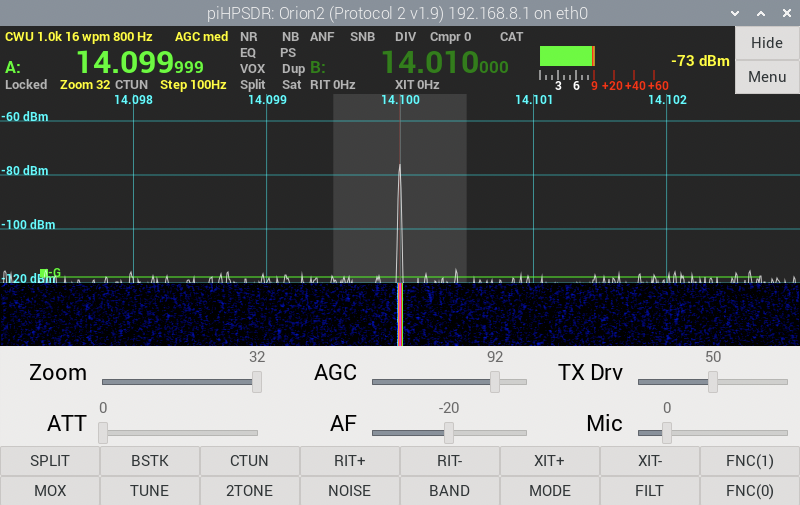 piHPSDR: Orion2 (Protocol 2 v1.9) 192.168.8.1 on eth0
CWU 1.0k 16 wpm 800 Hz AGC med NR NB ANF SNB DIV Cmpr 0 CAT
EQ PS
A: 14.099999 VOX Dup B: 14.010000 -73 dBm
Locked Zoom 32 CTUN Step 100Hz Split Sat RIT 0Hz XIT 0Hz 3 6 9 +20 +40 +60
Hide
Menu
14.098 14.099 14.100 14.101 14.102
-60 dBm
-80 dBm
-100 dBm
-G
-120 dBm
Zoom 32 AGC 92 TX Drv 50
ATT 0 AF -20 Mic 0
SPLIT BSTK CTUN RIT+ RIT- XIT+ XIT- FNC(1)
MOX TUNE 2TONE NOISE BAND MODE FILT FNC(0)